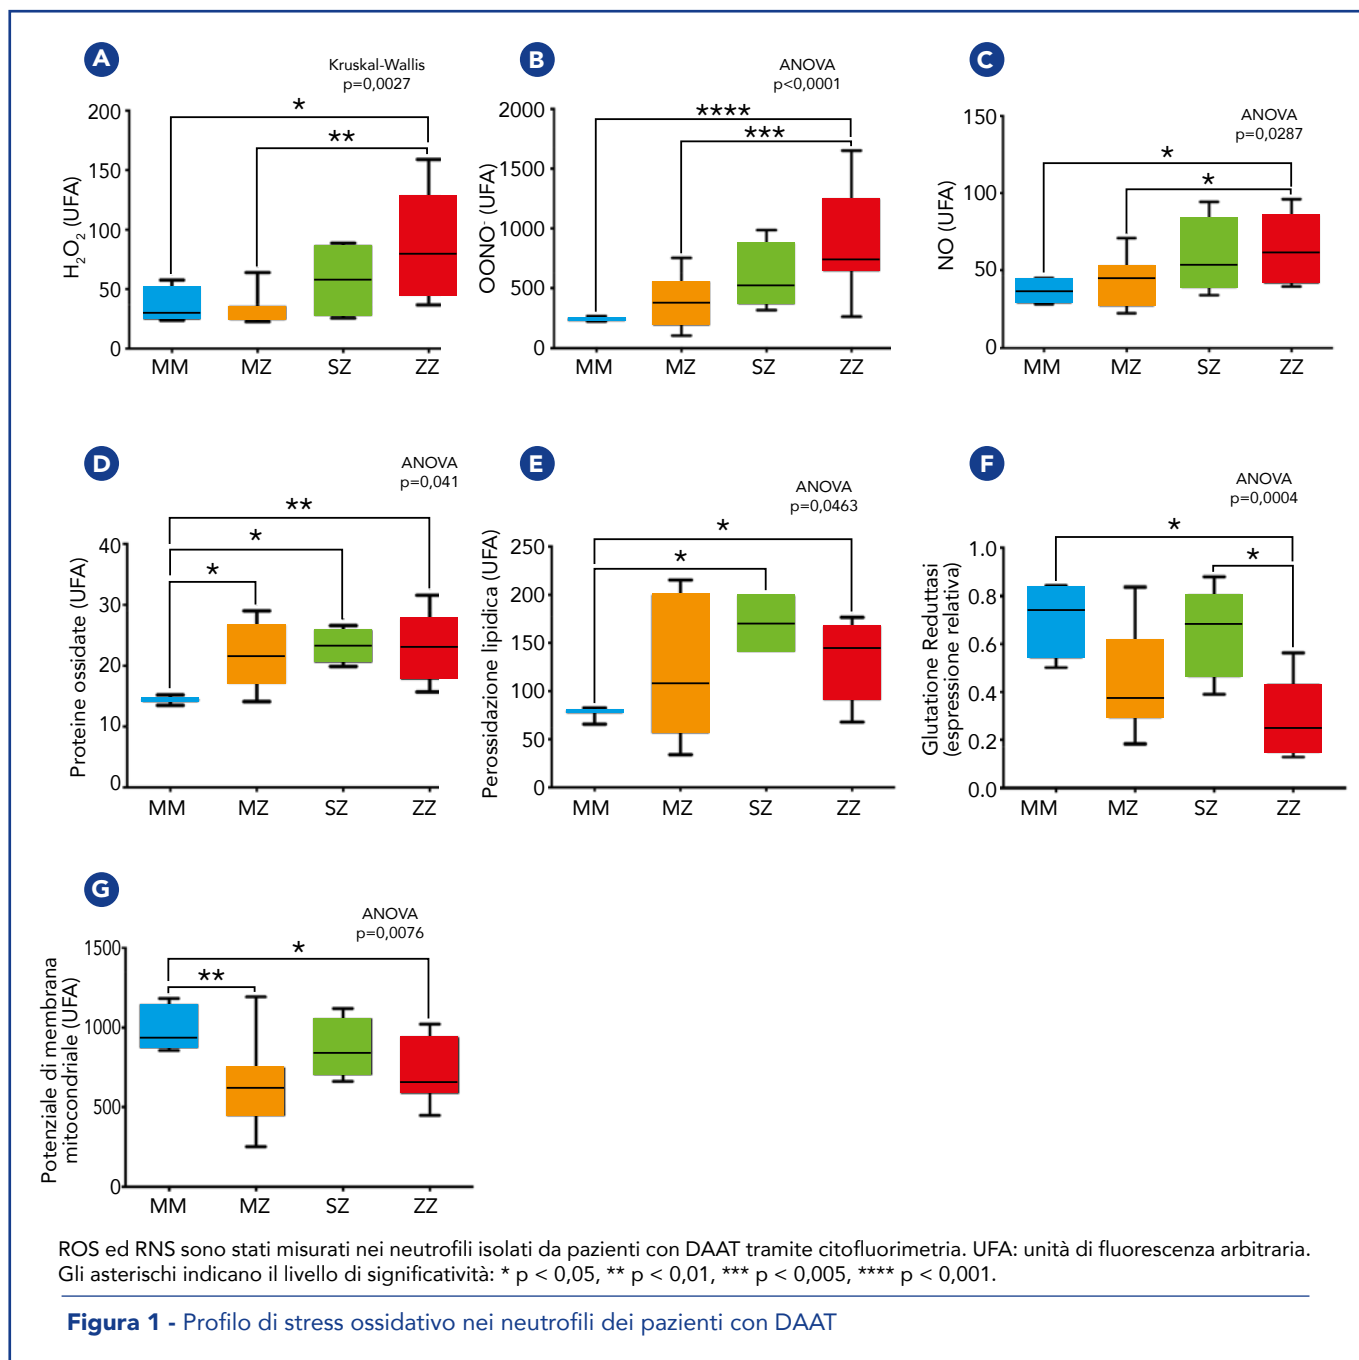 A
Kruskal-Wallis
p=0,0027
H₂O₂ (UFA)
200
150
100
50
0
*
**
MM MZ SZ ZZ
B
ANOVA
p<0,0001
OONO⁻ (UFA)
2000
1500
1000
500
0
****
***
MM MZ SZ ZZ
C
ANOVA
p=0,0287
NO (UFA)
150
100
50
0
*
*
MM MZ SZ ZZ
D
ANOVA
p=0,041
Proteine ossidate (UFA)
40
30
20
10
0
**
*
*
MM MZ SZ ZZ
E
ANOVA
p=0,0463
Perossidazione lipidica (UFA)
250
200
150
100
50
0
*
*
MM MZ SZ ZZ
F
ANOVA
p=0,0004
Glutatione Reduttasi
(espressione relativa)
1.0
0.8
0.6
0.4
0.2
0.0
*
*
MM MZ SZ ZZ
G
ANOVA
p=0,0076
Potenziale di membrana
mitocondriale (UFA)
1500
1000
500
0
*
**
MM MZ SZ ZZ
ROS ed RNS sono stati misurati nei neutrofili isolati da pazienti con DAAT tramite citofluorimetria. UFA: unità di fluorescenza arbitraria.
Gli asterischi indicano il livello di significatività: * p < 0,05, ** p < 0,01, *** p < 0,005, **** p < 0,001.
Figura 1 - Profilo di stress ossidativo nei neutrofili dei pazienti con DAAT